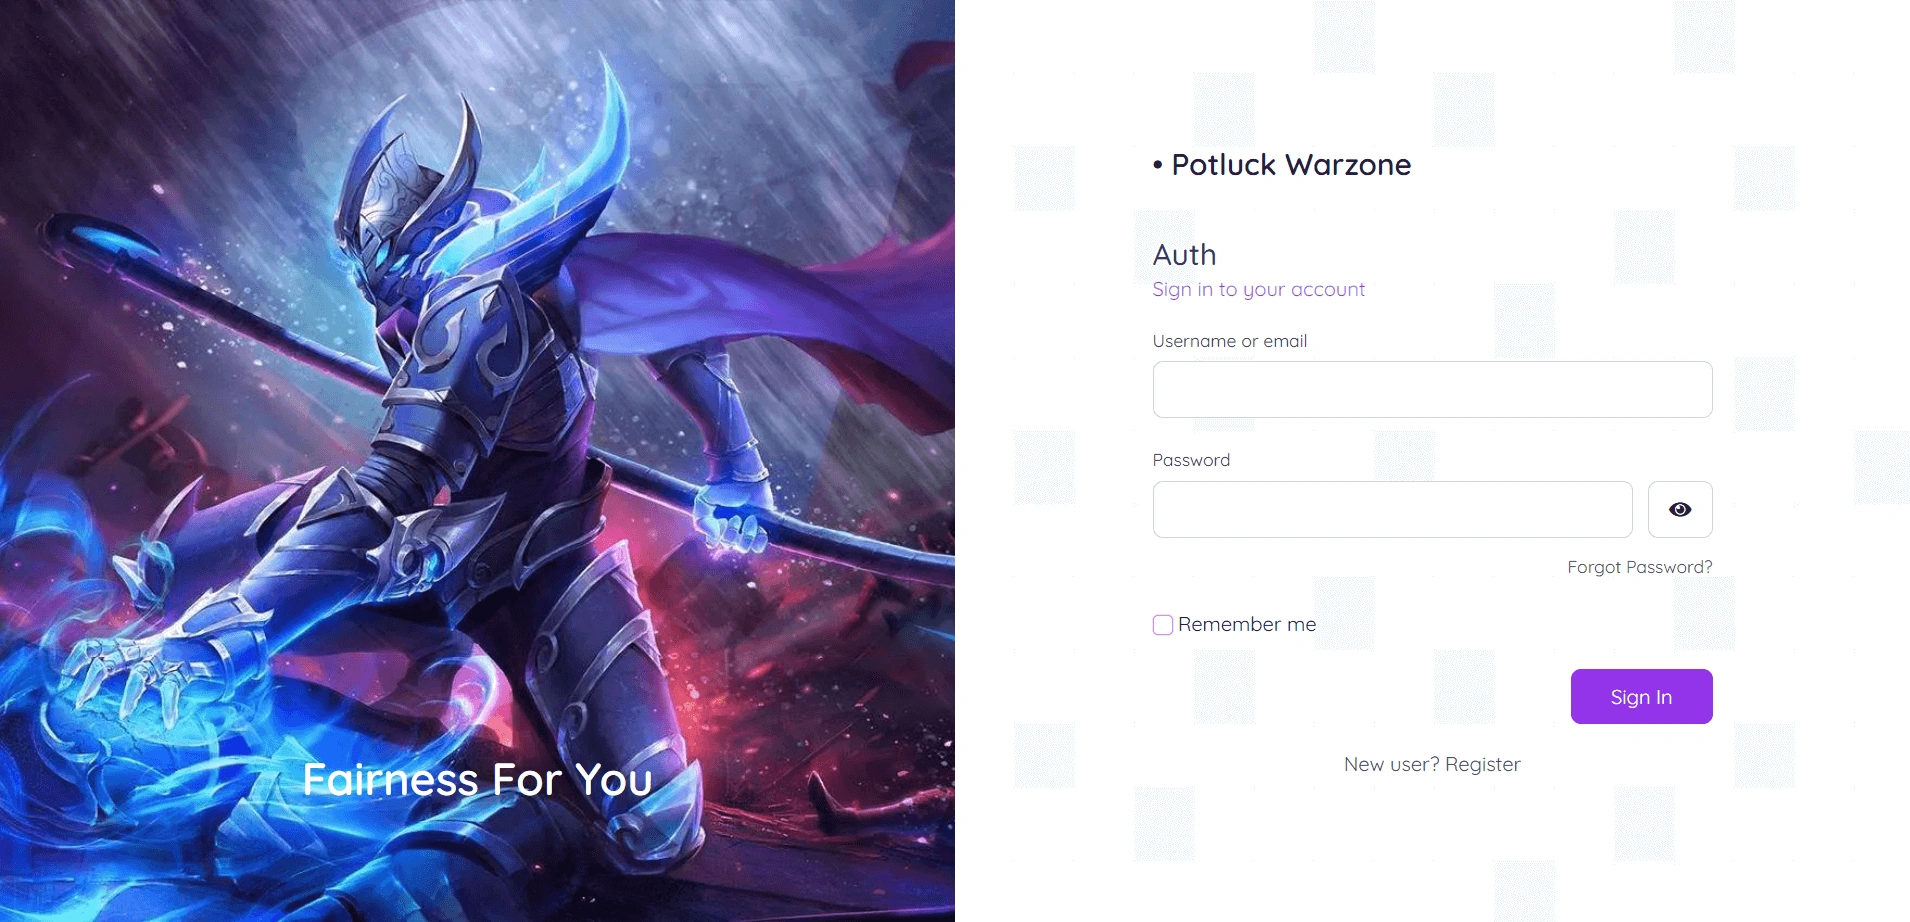 Fairness For You
• Potluck Warzone
Auth
Sign in to your account
Username or email
Password
Forgot Password?
Remember me
Sign In
New user? Register